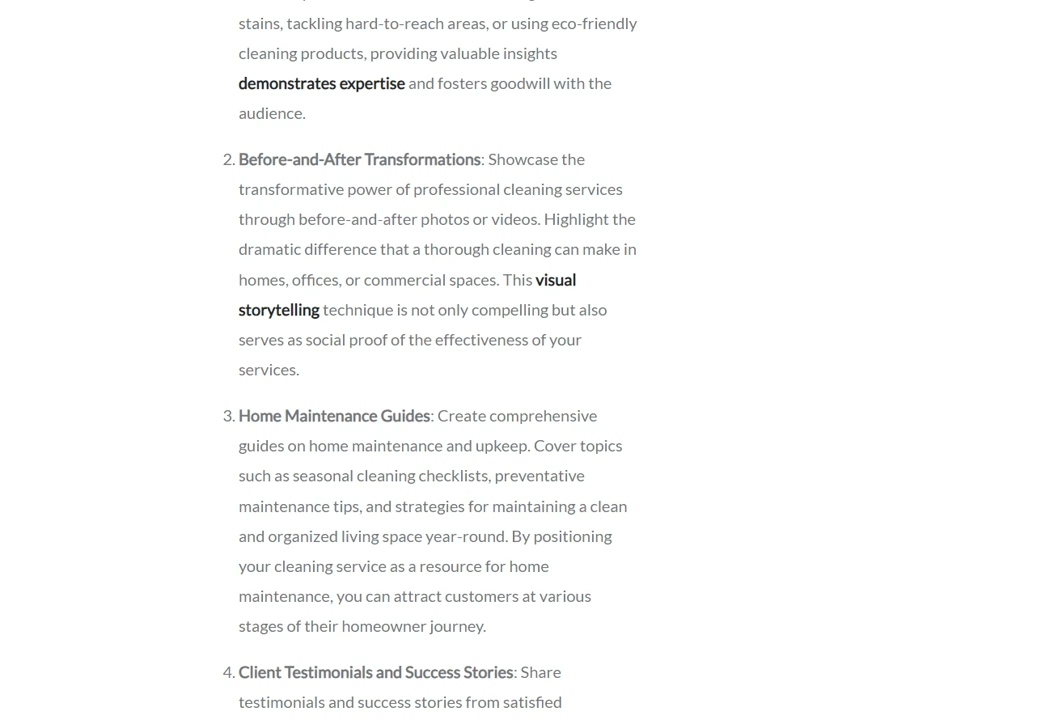 stains, tackling hard-to-reach areas, or using eco-friendly
cleaning products, providing valuable insights
demonstrates expertise and fosters goodwill with the
audience.
2. Before-and-After Transformations: Showcase the
transformative power of professional cleaning services
through before-and-after photos or videos. Highlight the
dramatic difference that a thorough cleaning can make in
homes, offices, or commercial spaces. This visual
storytelling technique is not only compelling but also
serves as social proof of the effectiveness of your
services.
3. Home Maintenance Guides: Create comprehensive
guides on home maintenance and upkeep. Cover topics
such as seasonal cleaning checklists, preventative
maintenance tips, and strategies for maintaining a clean
and organized living space year-round. By positioning
your cleaning service as a resource for home
maintenance, you can attract customers at various
stages of their homeowner journey.
4. Client Testimonials and Success Stories: Share
testimonials and success stories from satisfied